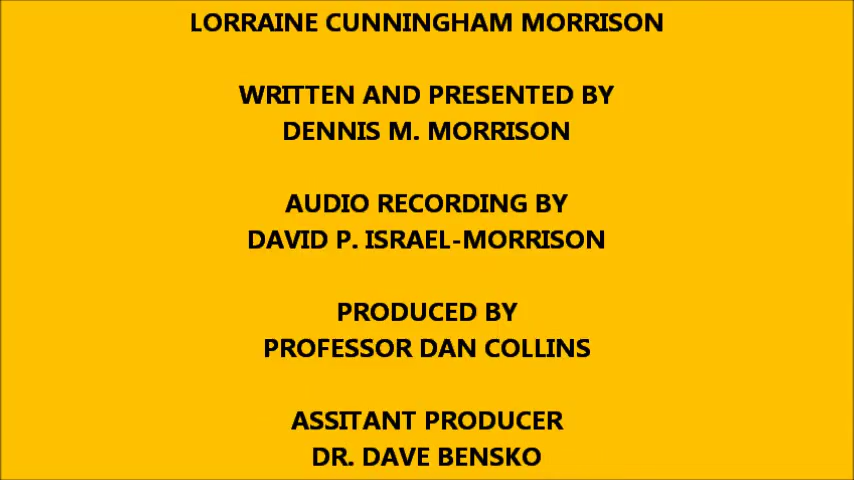 LORRAINE CUNNINGHAM MORRISON
WRITTEN AND PRESENTED BY
DENNIS M. MORRISON
AUDIO RECORDING BY
DAVID P. ISRAEL-MORRISON
PRODUCED BY
PROFESSOR DAN COLLINS
ASSITANT PRODUCER
DR. DAVE BENSKO